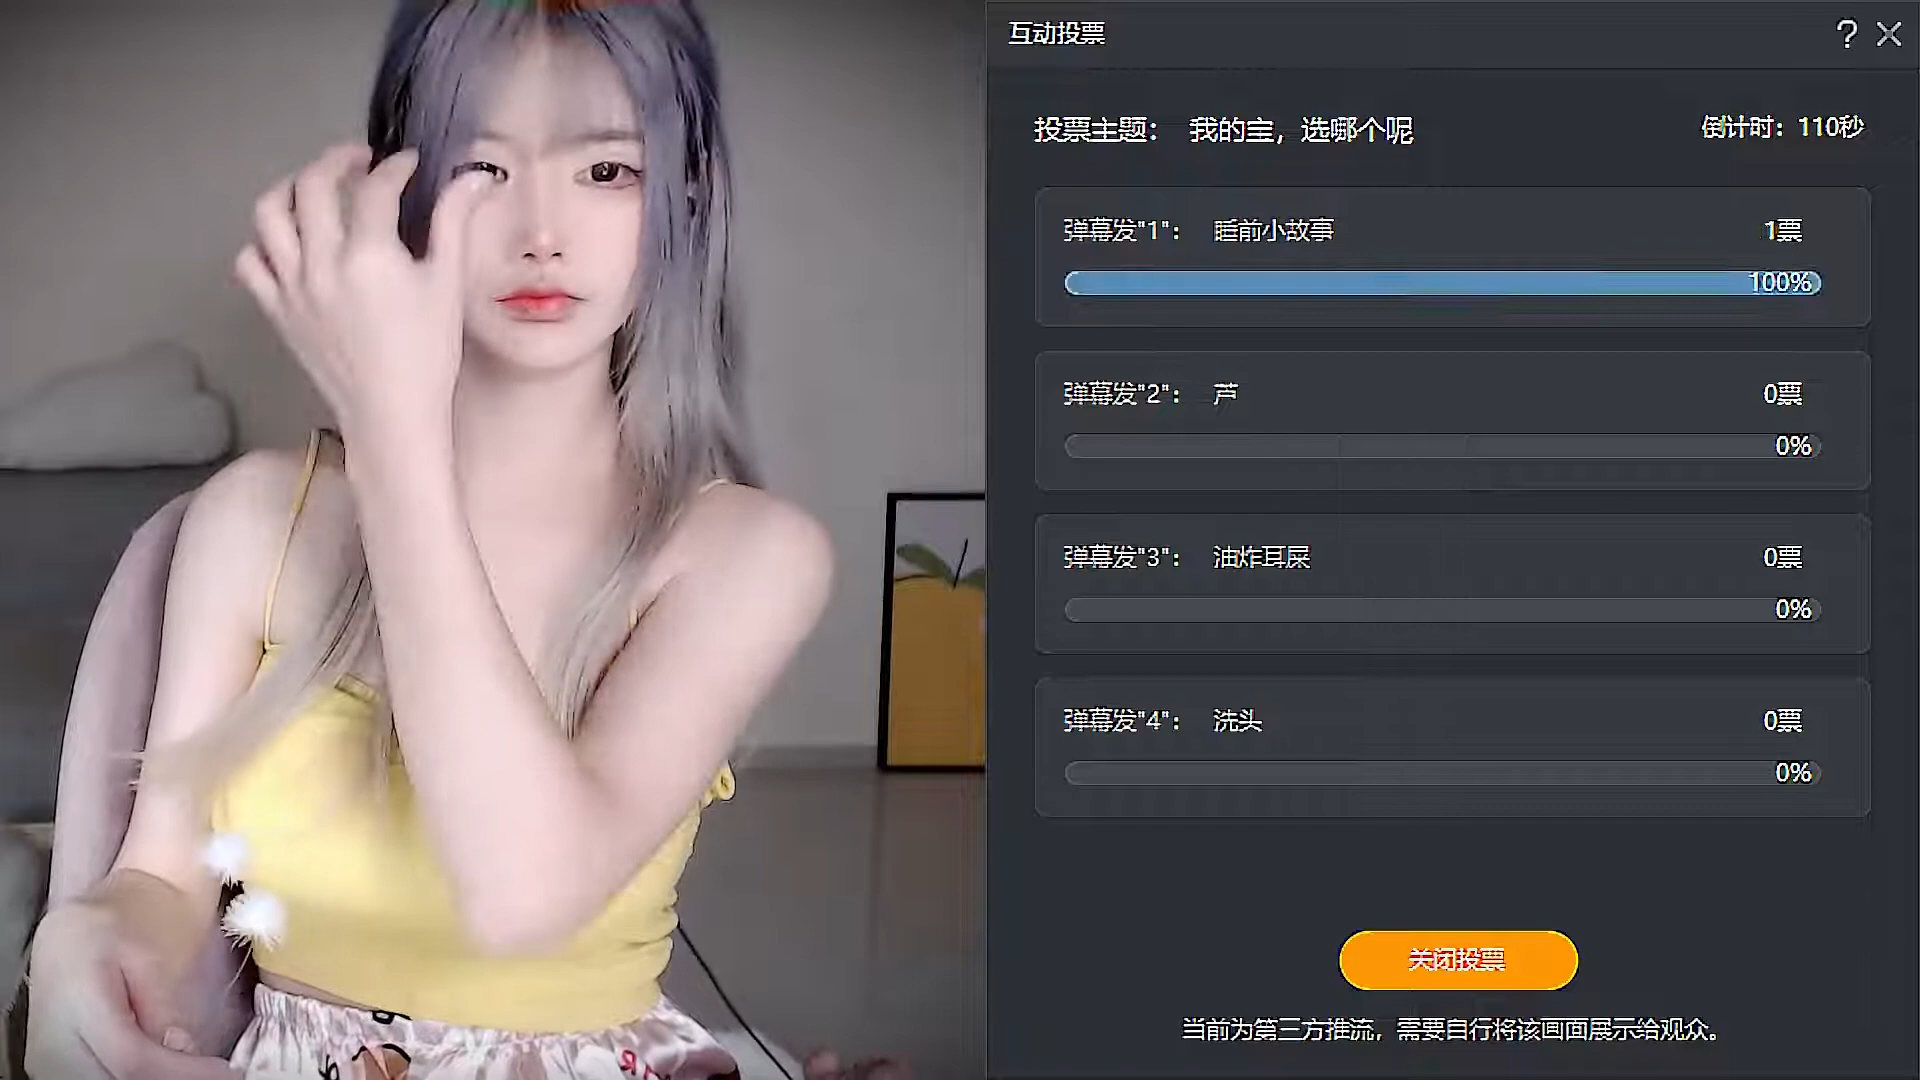 互动投票
投票主题： 我的宝，选哪个呢
倒计时：110秒
弹幕发"1"： 睡前小故事 1票
100%
弹幕发"2"： 芦 0票
0%
弹幕发"3"： 油炸耳屎 0票
0%
弹幕发"4"： 洗头 0票
0%
关闭投票
当前为第三方推流，需要自行将该画面展示给观众。